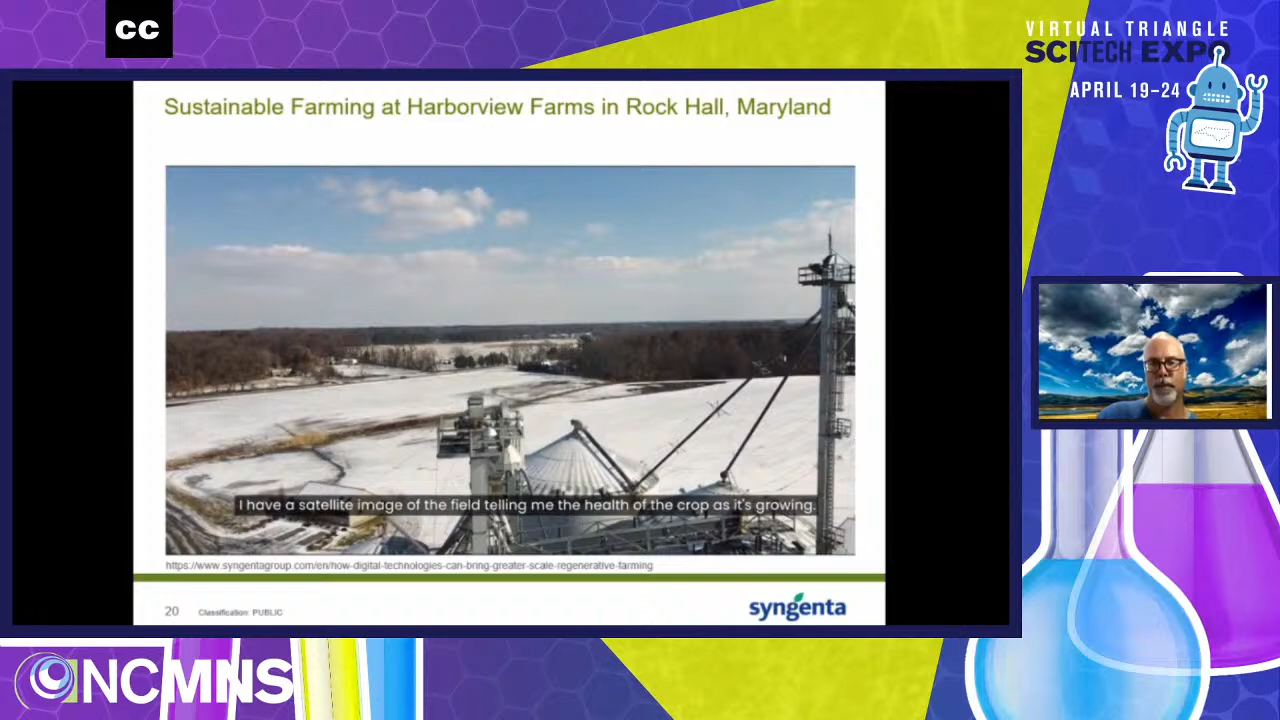 CC
VIRTUAL TRIANGLE
SCITECH EXPO
APRIL 19–24
Sustainable Farming at Harborview Farms in Rock Hall, Maryland
I have a satellite image of the field telling me the health of the crop as it's growing.
https://www.syngentagroup.com/en/how-digital-technologies-can-bring-greater-scale-regenerative-farming
20 Classification: PUBLIC
syngenta
NCMNS